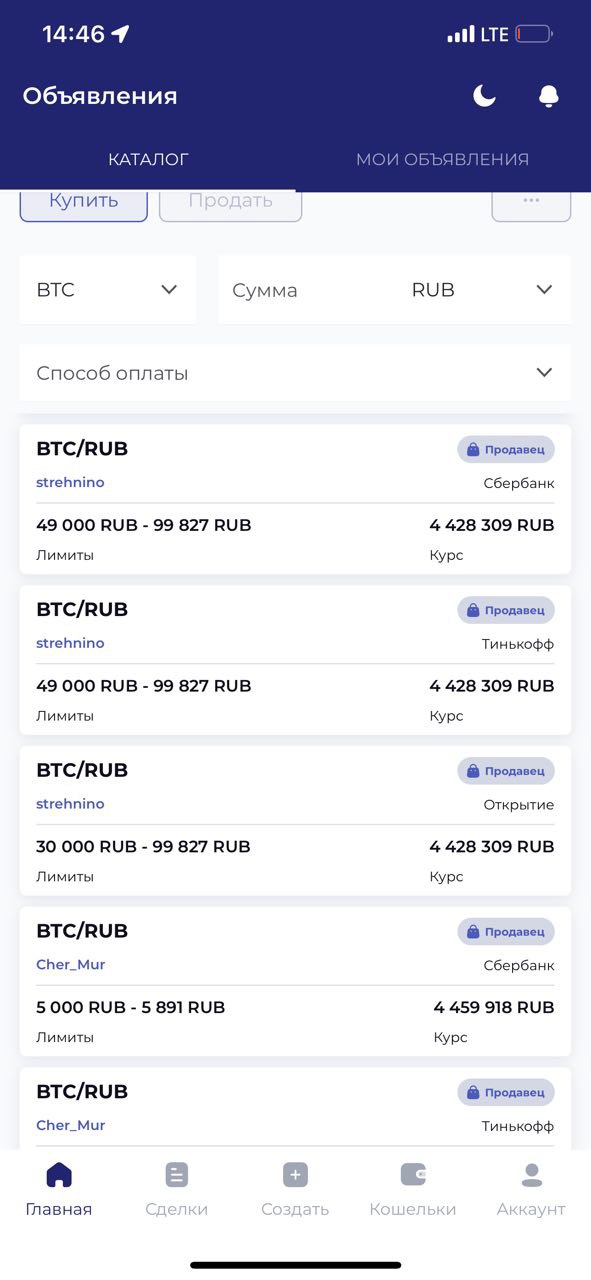 14:46 LTE
Объявления
КАТАЛОГ МОИ ОБЪЯВЛЕНИЯ
Купить Продать ...
BTC Сумма RUB
Способ оплаты
BTC/RUB Продавец
strehnino Сбербанк
49 000 RUB - 99 827 RUB 4 428 309 RUB
Лимиты Курс
BTC/RUB Продавец
strehnino Тинькофф
49 000 RUB - 99 827 RUB 4 428 309 RUB
Лимиты Курс
BTC/RUB Продавец
strehnino Открытие
30 000 RUB - 99 827 RUB 4 428 309 RUB
Лимиты Курс
BTC/RUB Продавец
Cher_Mur Сбербанк
5 000 RUB - 5 891 RUB 4 459 918 RUB
Лимиты Курс
BTC/RUB Продавец
Cher_Mur Тинькофф
Главная Сделки Создать Кошельки Аккаунт